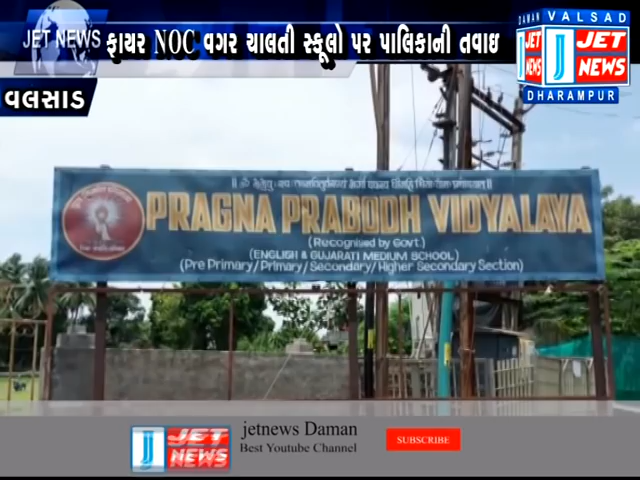 JET NEWS ફાયર NOC વગર ચાલતી સ્કૂલો પર પાલિકાની તવાઇ
DAMAN VALSAD
JET NEWS
J JET NEWS
DHARAMPUR
વલસાડ
PRAGNA PRABODH VIDYALAYA
(Recognised by Govt.)
(ENGLISH & GUJARATI MEDIUM SCHOOL)
(Pre Primary/Primary/Secondary/Higher Secondary Section)
J JET NEWS
jetnews Daman
Best Youtube Channel
SUBSCRIBE